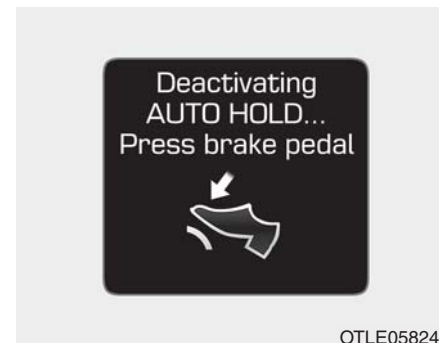 Deactivating
AUTO HOLD...
Press brake pedal
OTLE05824